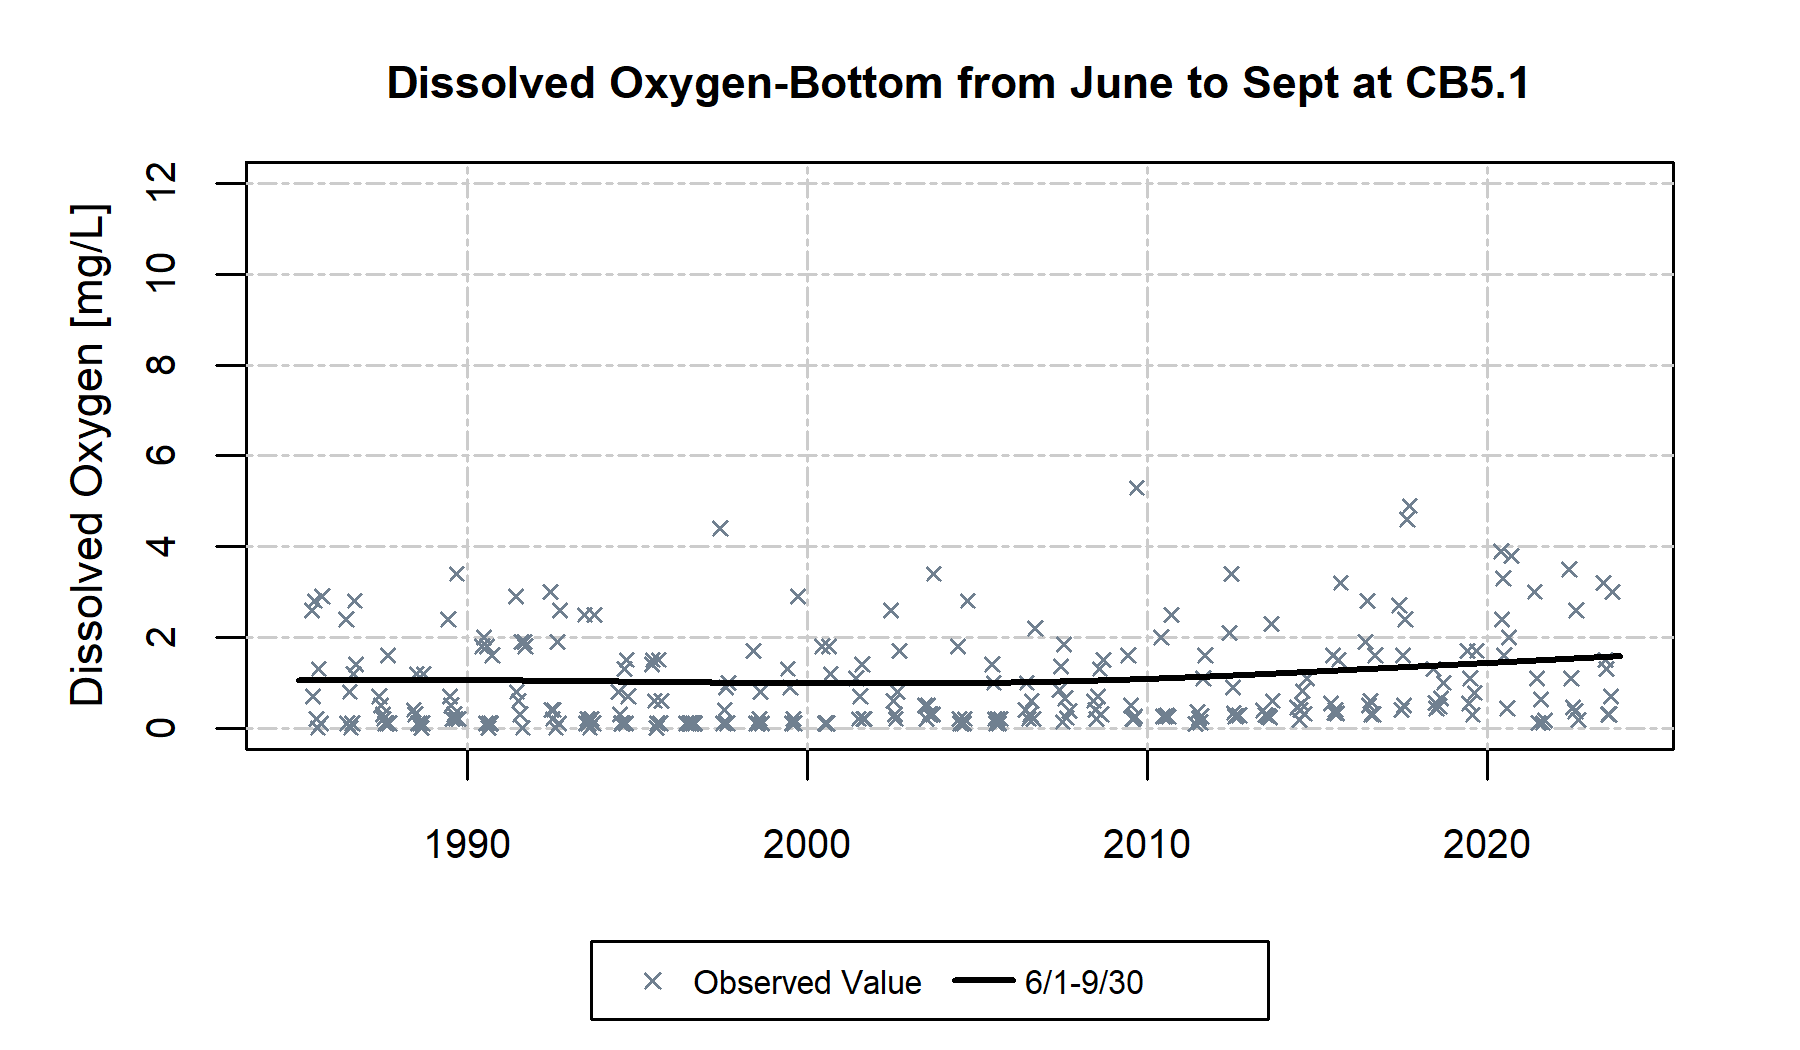 Dissolved Oxygen-Bottom from June to Sept at CB5.1
Dissolved Oxygen [mg/L]
12
10
8
6
4
2
0
1990 2000 2010 2020
Observed Value 6/1-9/30